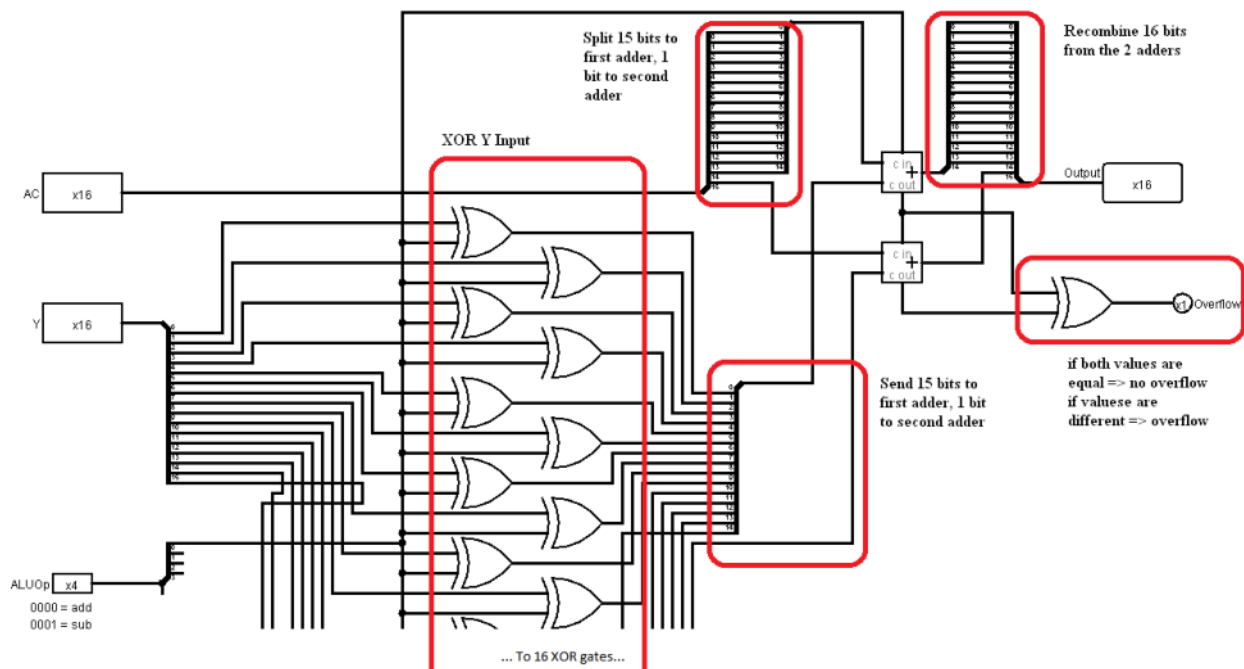 Split 15 bits to
first adder, 1
bit to second
adder
Recombine 16 bits
from the 2 adders
XOR Y Input
AC
x16
c in
+
c out
Output
x16
c in
+
c out
Y
x16
x1
Overflow
if both values are
equal => no overflow
if valuese are
different => overflow
Send 15 bits to
first adder, 1 bit
to second adder
ALUOp
x4
0000 = add
0001 = sub
... To 16 XOR gates...